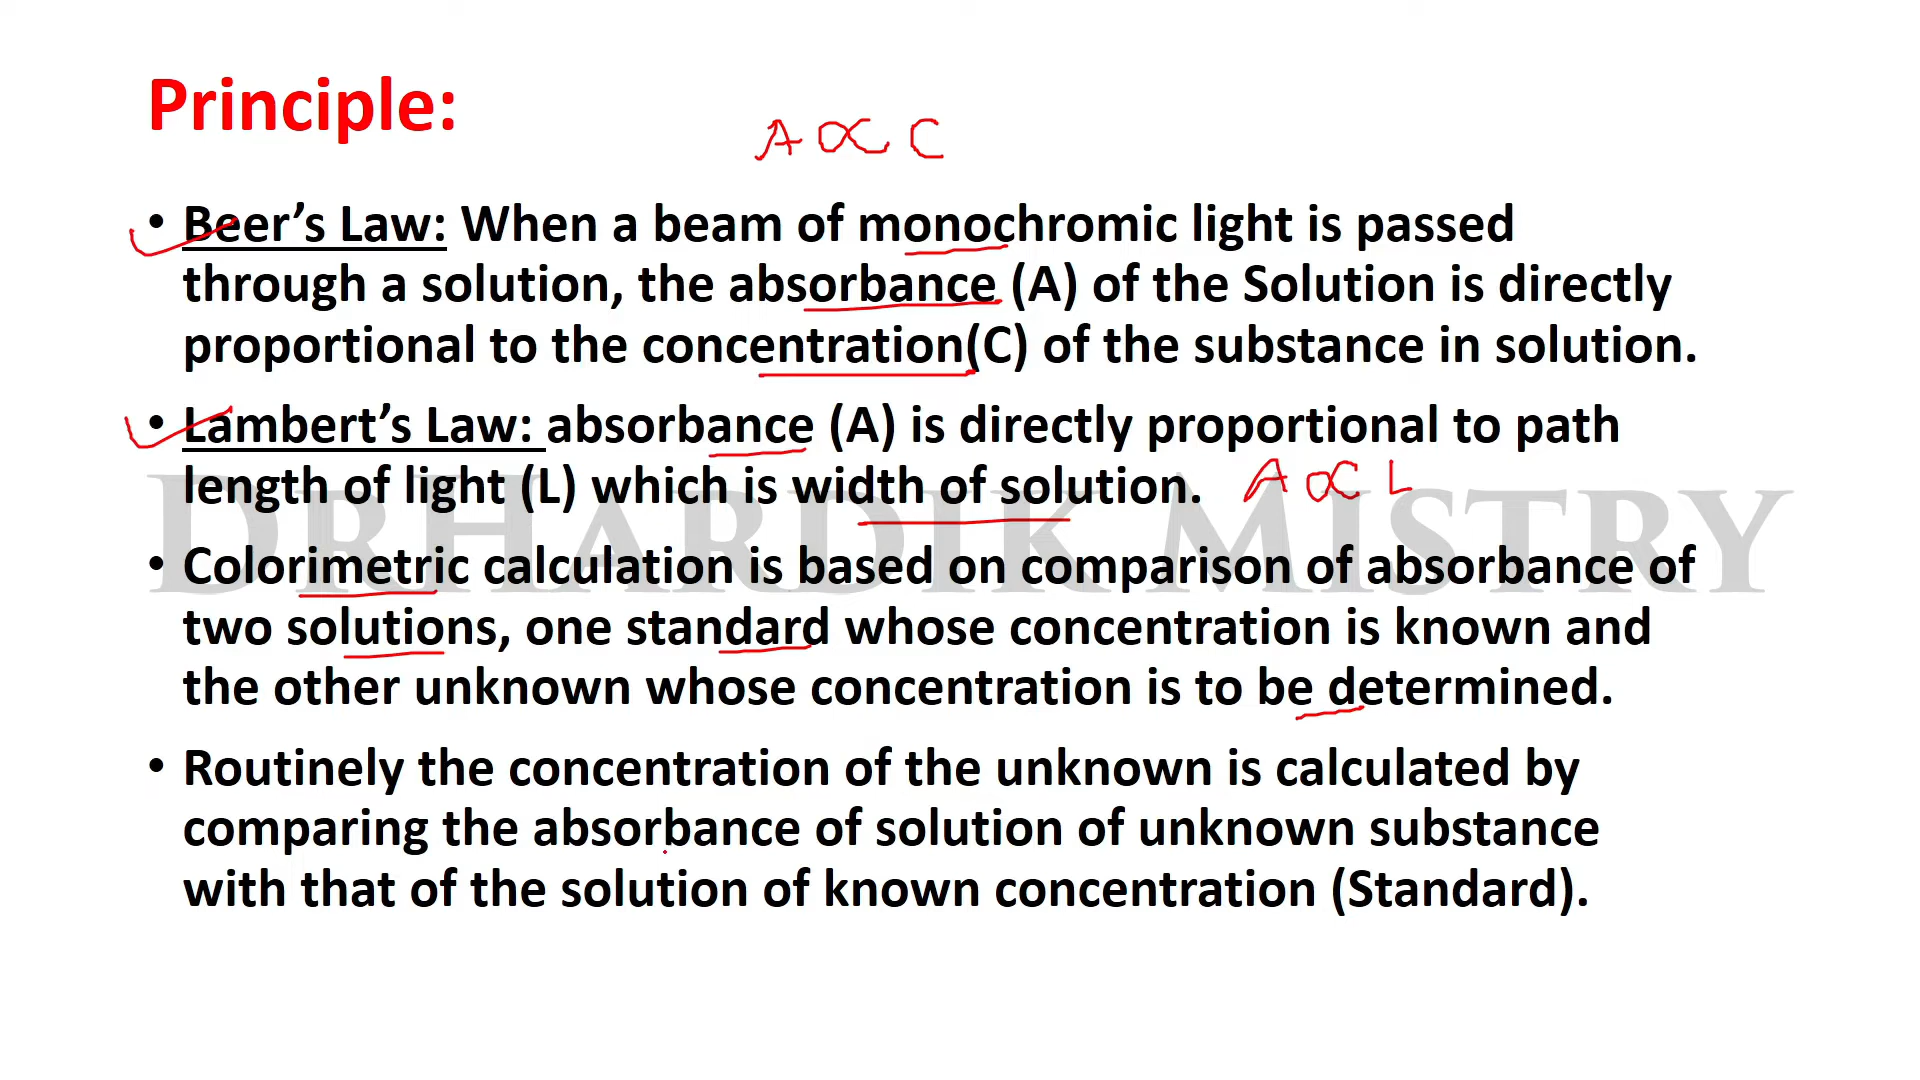 Principle:
A ∝ C
• Beer’s Law: When a beam of monochromic light is passed
through a solution, the absorbance (A) of the Solution is directly
proportional to the concentration(C) of the substance in solution.
• Lambert’s Law: absorbance (A) is directly proportional to path
length of light (L) which is width of solution. A ∝ L
DRHARDIK MISTRY
• Colorimetric calculation is based on comparison of absorbance of
two solutions, one standard whose concentration is known and
the other unknown whose concentration is to be determined.
• Routinely the concentration of the unknown is calculated by
comparing the absorbance of solution of unknown substance
with that of the solution of known concentration (Standard).